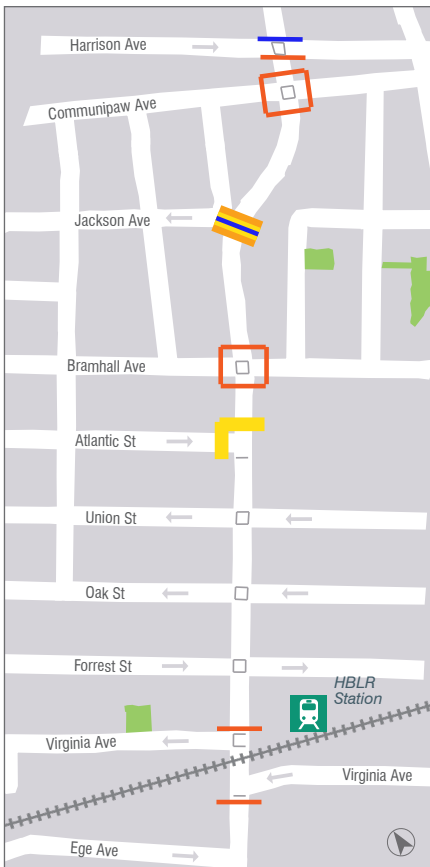 Harrison Ave
Communipaw Ave
Jackson Ave
Bramhall Ave
Atlantic St
Union St
Oak St
Forrest St
HBLR
Station
Virginia Ave
Virginia Ave
Ege Ave